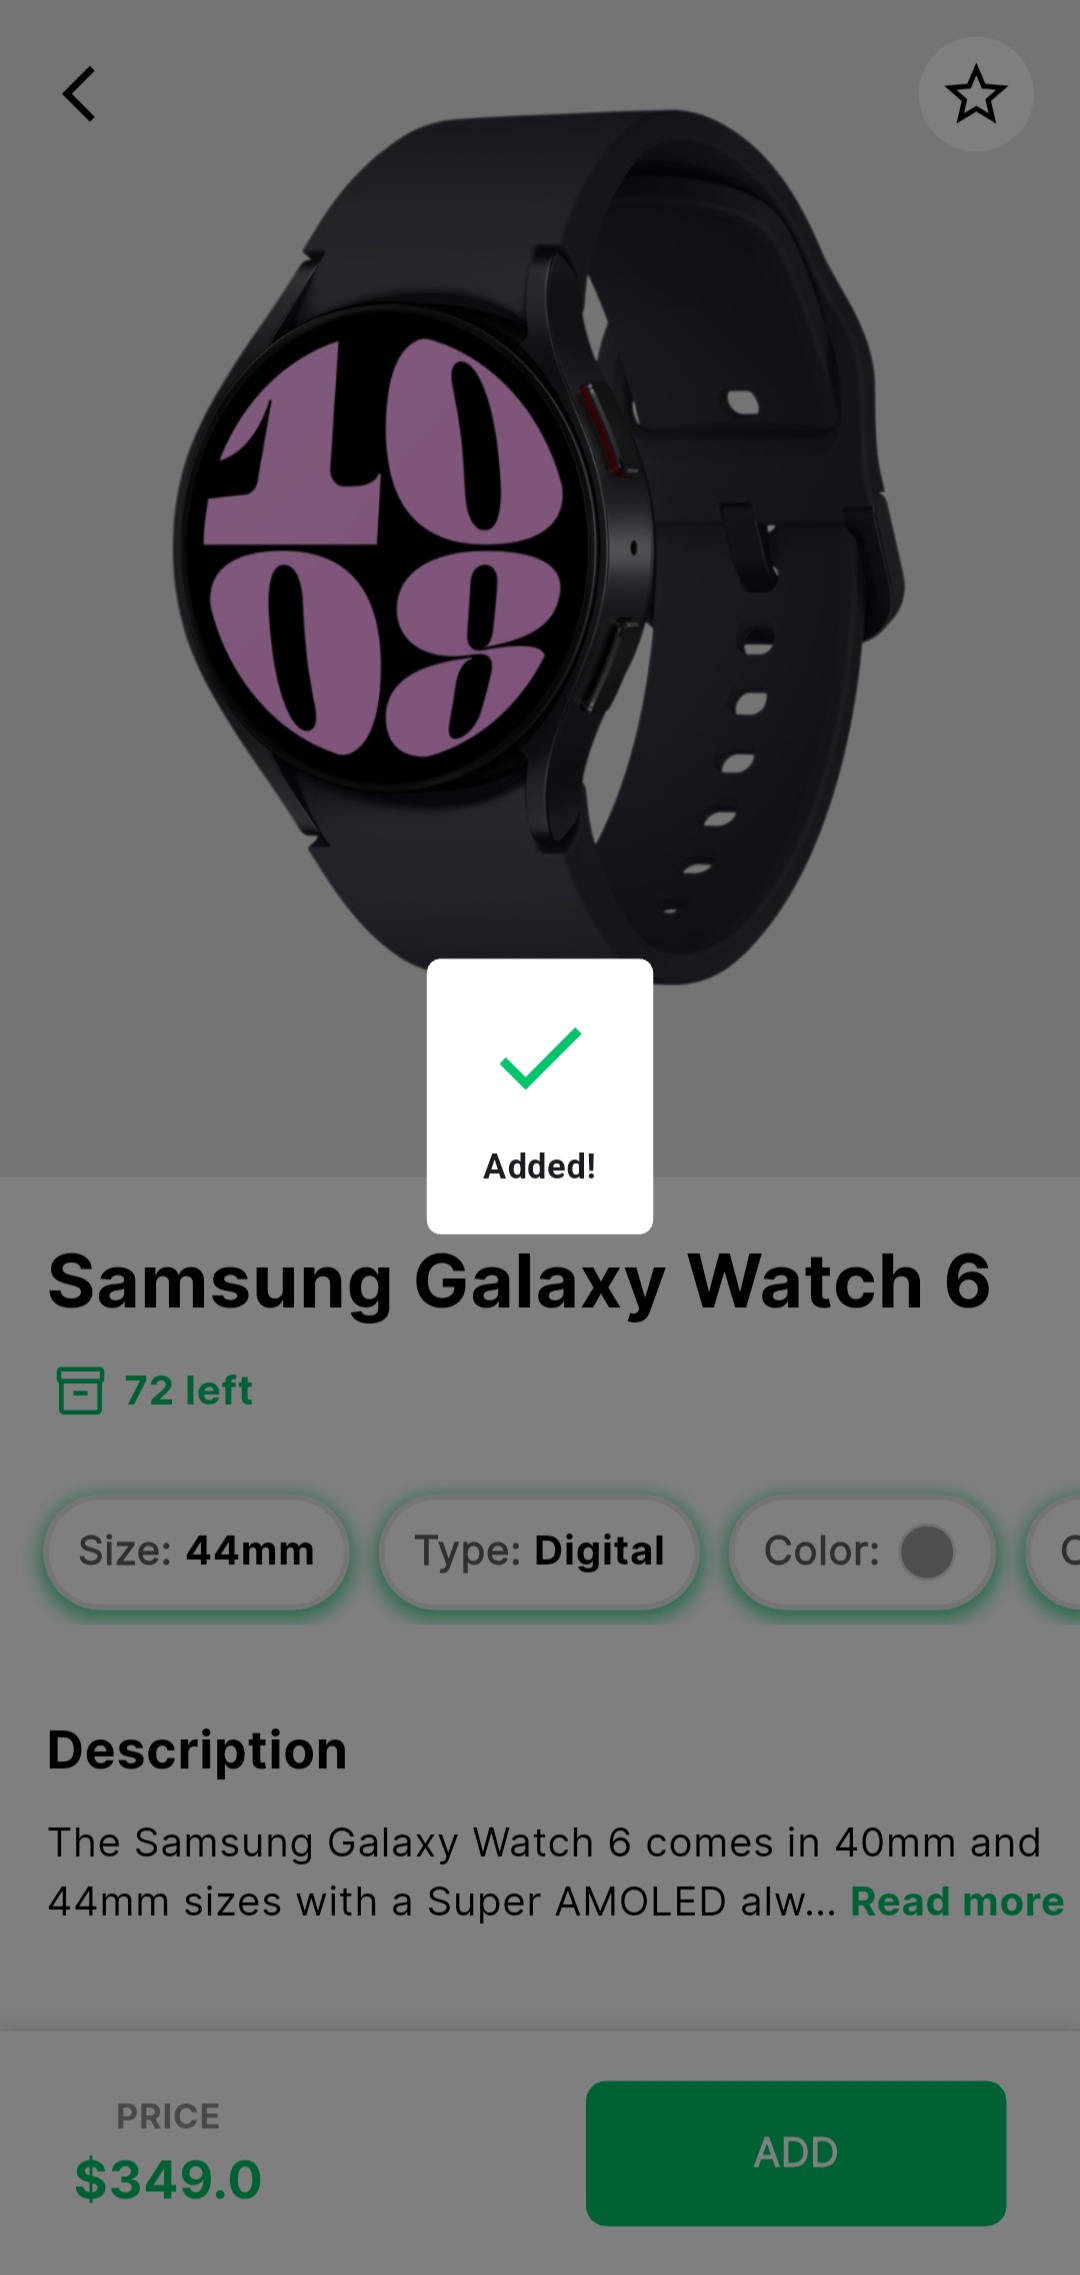 10
08
Added!
Samsung Galaxy Watch 6
72 left
Size: 44mm
Type: Digital
Color:
Description
The Samsung Galaxy Watch 6 comes in 40mm and
44mm sizes with a Super AMOLED alw... Read more
PRICE
$349.0
ADD